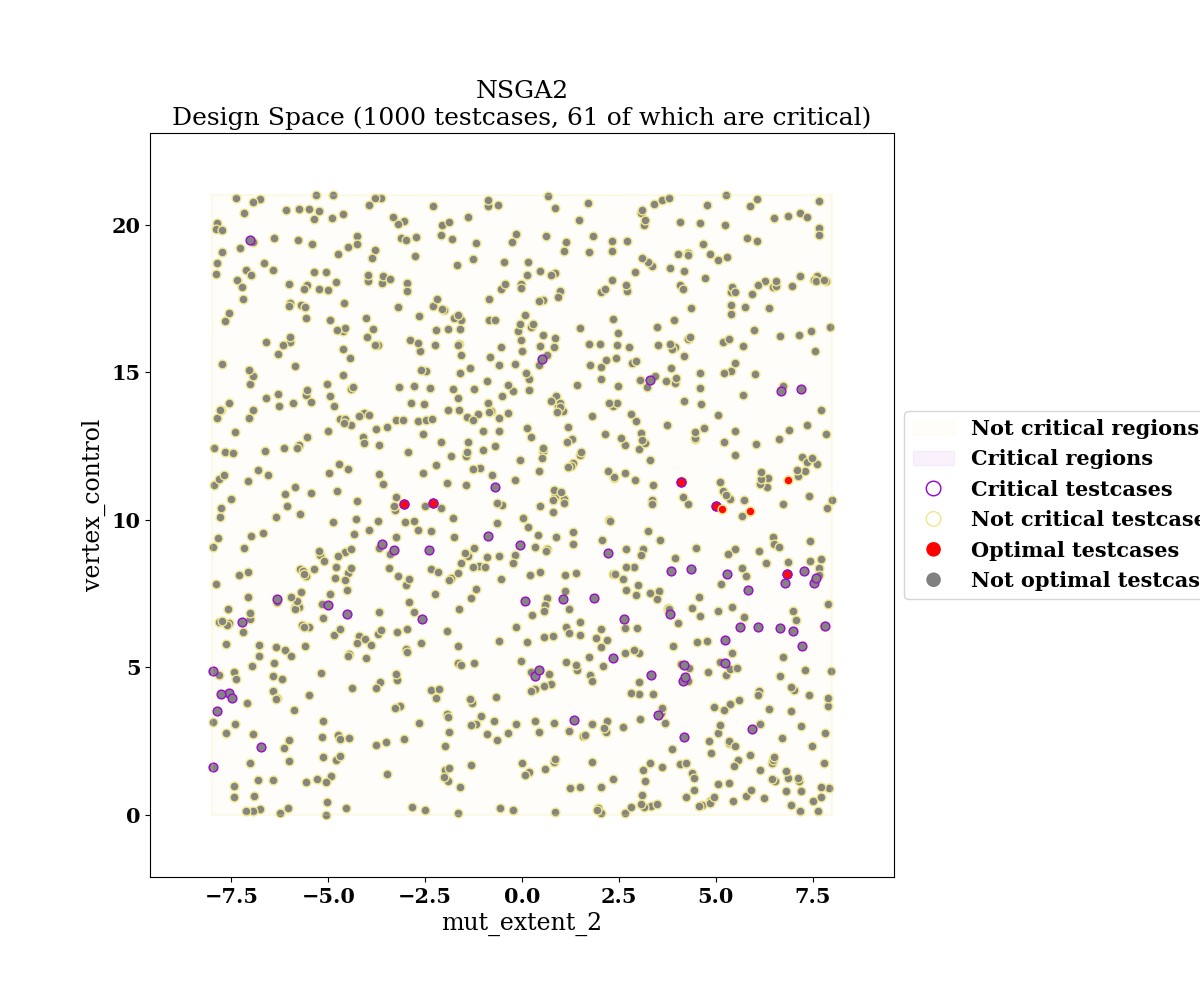 NSGA2
Design Space (1000 testcases, 61 of which are critical)
20
15
10
5
0
vertex_control
−7.5
−5.0
−2.5
0.0
2.5
5.0
7.5
mut_extent_2
Not critical regions
Critical regions
Critical testcases
Not critical testcase
Optimal testcases
Not optimal testcas